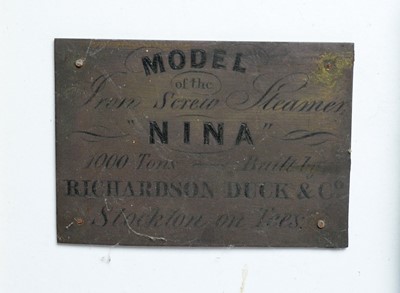 MODEL
of the
Iron Screw Steamer,
"NINA"
1000 Tons — Built by
RICHARDSON DUCK & Co.
Stockton on Tees.